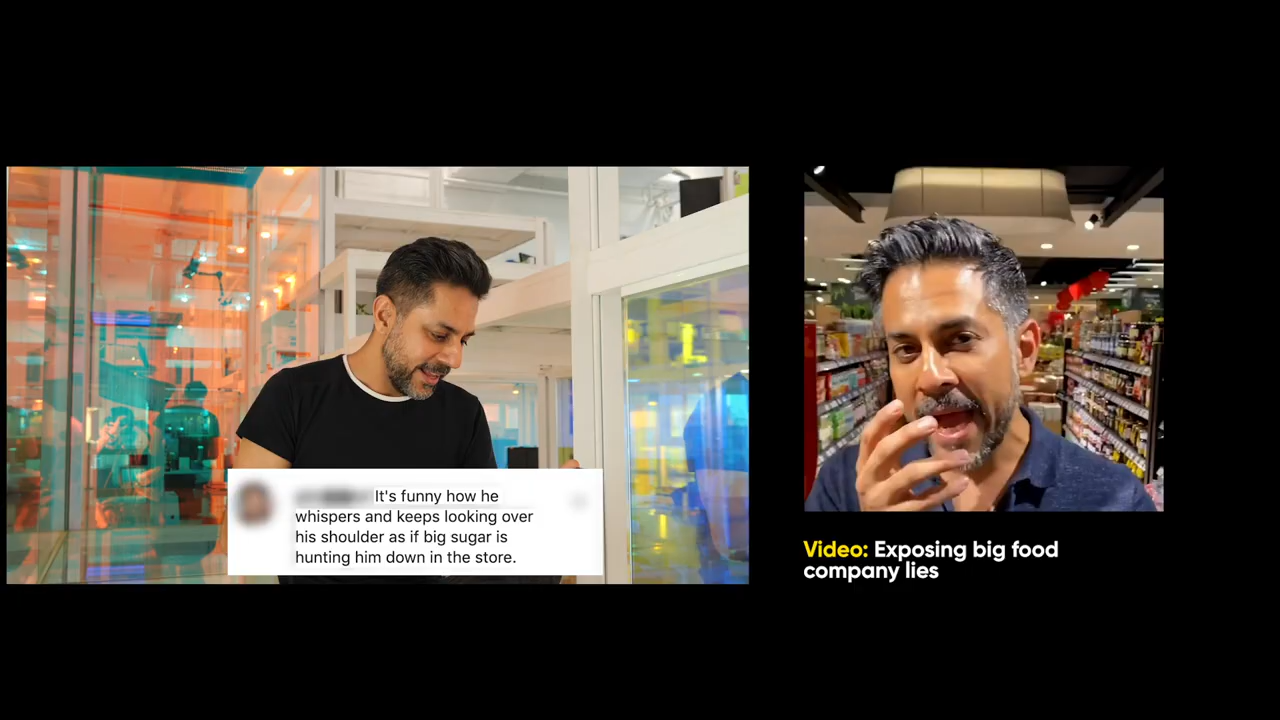 It's funny how he
whispers and keeps looking over
his shoulder as if big sugar is
hunting him down in the store.
Video: Exposing big food
company lies